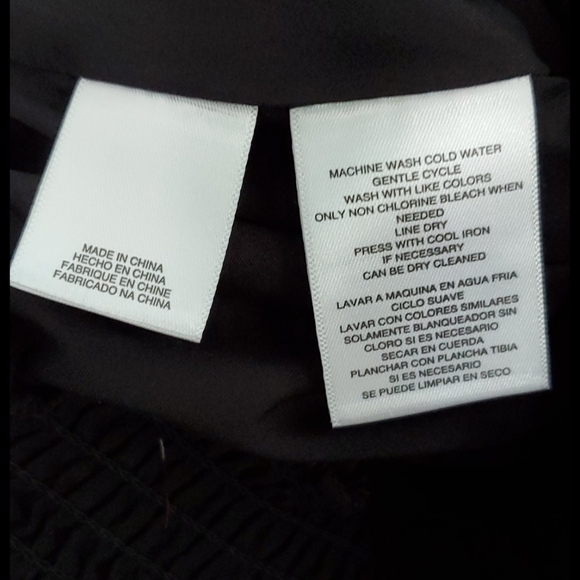 MADE IN CHINA
HECHO EN CHINA
FABRIQUE EN CHINE
FABRICADO NA CHINA
MACHINE WASH COLD WATER
GENTLE CYCLE
WASH WITH LIKE COLORS
ONLY NON CHLORINE BLEACH WHEN
NEEDED
LINE DRY
PRESS WITH COOL IRON
IF NECESSARY
CAN BE DRY CLEANED
LAVAR A MAQUINA EN AGUA FRIA
CICLO SUAVE
LAVAR CON COLORES SIMILARES
SOLAMENTE BLANQUEADOR SIN
CLORO SI ES NECESARIO
SECAR EN CUERDA
PLANCHAR CON PLANCHA TIBIA
SI ES NECESARIO
SE PUEDE LIMPIAR EN SECO